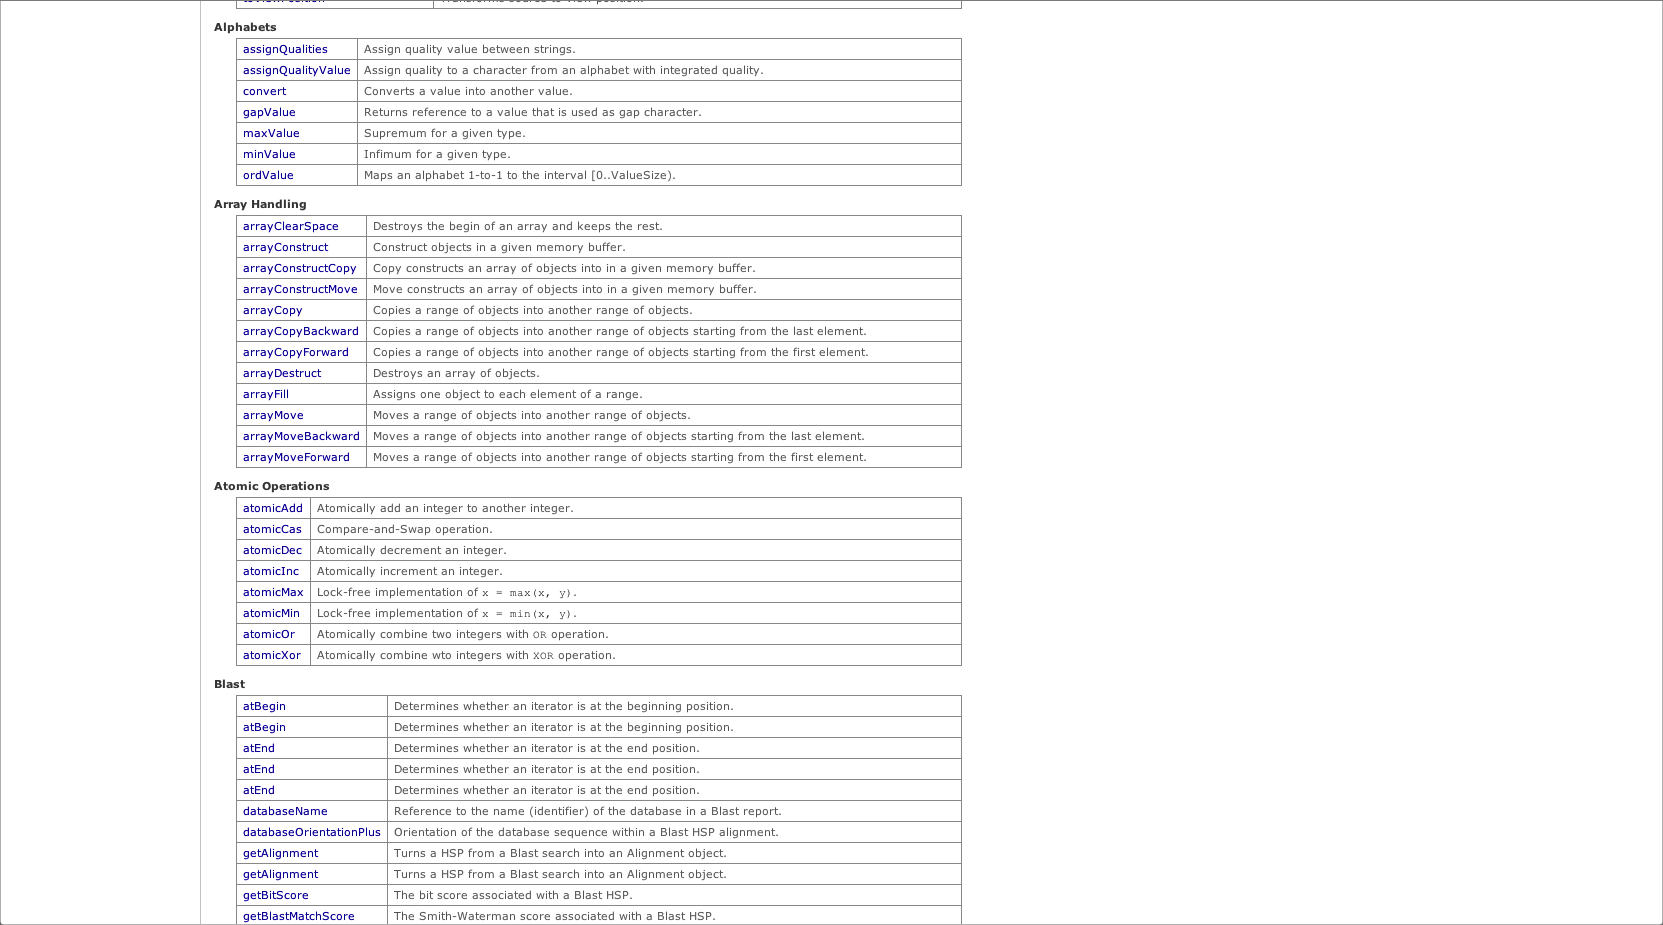 Alphabets
assignQualities Assign quality value between strings.
assignQualityValue Assign quality to a character from an alphabet with integrated quality.
convert Converts a value into another value.
gapValue Returns reference to a value that is used as gap character.
maxValue Supremum for a given type.
minValue Infimum for a given type.
ordValue Maps an alphabet 1-to-1 to the interval [0..ValueSize).
Array Handling
arrayClearSpace Destroys the begin of an array and keeps the rest.
arrayConstruct Construct objects in a given memory buffer.
arrayConstructCopy Copy constructs an array of objects into in a given memory buffer.
arrayConstructMove Move constructs an array of objects into in a given memory buffer.
arrayCopy Copies a range of objects into another range of objects.
arrayCopyBackward Copies a range of objects into another range of objects starting from the last element.
arrayCopyForward Copies a range of objects into another range of objects starting from the first element.
arrayDestruct Destroys an array of objects.
arrayFill Assigns one object to each element of a range.
arrayMove Moves a range of objects into another range of objects.
arrayMoveBackward Moves a range of objects into another range of objects starting from the last element.
arrayMoveForward Moves a range of objects into another range of objects starting from the first element.
Atomic Operations
atomicAdd Atomically add an integer to another integer.
atomicCas Compare-and-Swap operation.
atomicDec Atomically decrement an integer.
atomicInc Atomically increment an integer.
atomicMax Lock-free implementation of x = max(x, y).
atomicMin Lock-free implementation of x = min(x, y).
atomicOr Atomically combine two integers with OR operation.
atomicXor Atomically combine wto integers with XOR operation.
Blast
atBegin Determines whether an iterator is at the beginning position.
atBegin Determines whether an iterator is at the beginning position.
atEnd Determines whether an iterator is at the end position.
atEnd Determines whether an iterator is at the end position.
atEnd Determines whether an iterator is at the end position.
databaseName Reference to the name (identifier) of the database in a Blast report.
databaseOrientationPlus Orientation of the database sequence within a Blast HSP alignment.
getAlignment Turns a HSP from a Blast search into an Alignment object.
getAlignment Turns a HSP from a Blast search into an Alignment object.
getBitScore The bit score associated with a Blast HSP.
getBlastMatchScore The Smith-Waterman score associated with a Blast HSP.